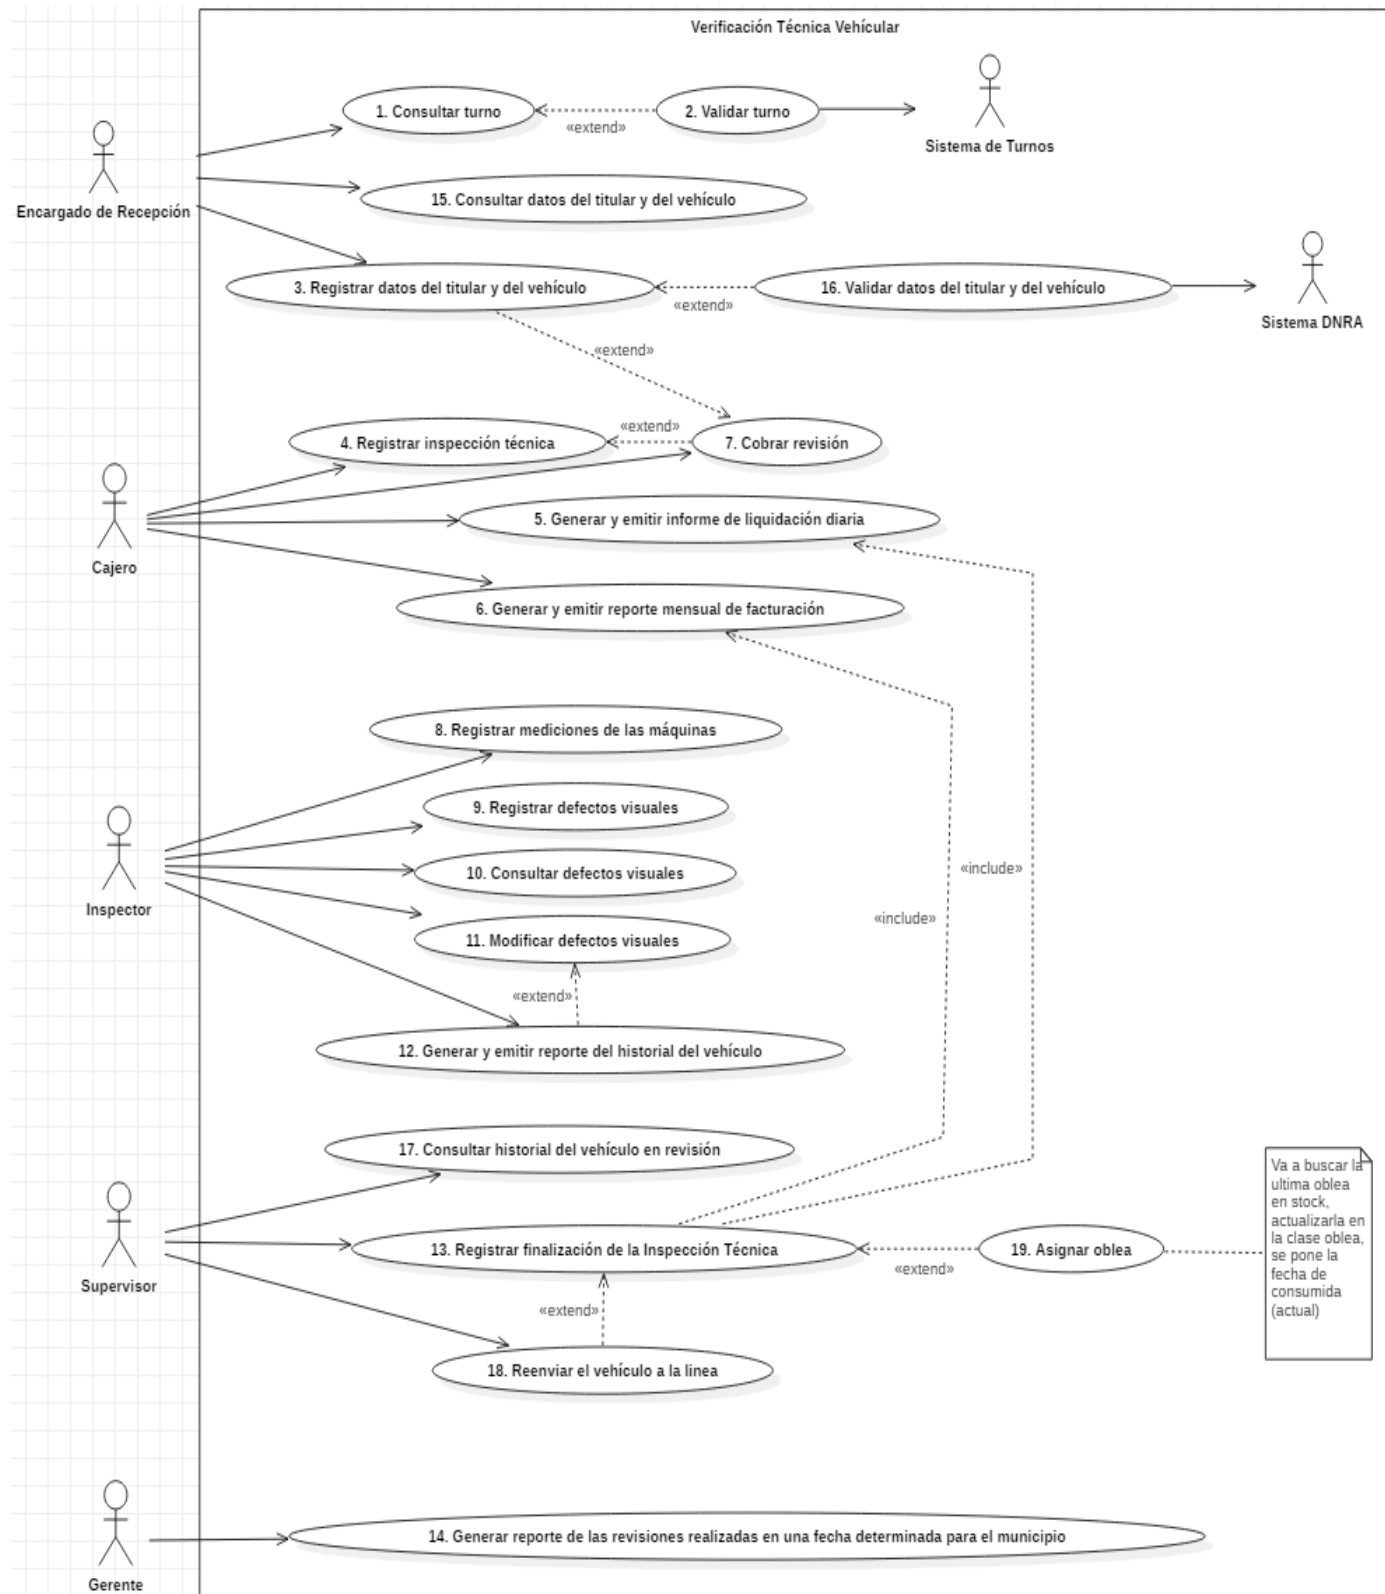 Verificación Técnica Vehícular
1. Consultar turno
«extend»
2. Validar turno
Sistema de Turnos
Encargado de Recepción
15. Consultar datos del titular y del vehículo
3. Registrar datos del titular y del vehículo
«extend»
16. Validar datos del titular y del vehículo
Sistema DNRA
«extend»
4. Registrar inspección técnica
«extend»
7. Cobrar revisión
Cajero
5. Generar y emitir informe de liquidación diaria
6. Generar y emitir reporte mensual de facturación
8. Registrar mediciones de las máquinas
9. Registrar defectos visuales
10. Consultar defectos visuales
«include»
Inspector
«include»
11. Modificar defectos visuales
«extend»
12. Generar y emitir reporte del historial del vehículo
17. Consultar historial del vehículo en revisión
Supervisor
13. Registrar finalización de la Inspección Técnica
«extend»
19. Asignar oblea
Va a buscar la
ultima oblea
en stock,
actualizarla en
la clase oblea,
se pone la
fecha de
consumida
(actual)
«extend»
18. Reenviar el vehículo a la linea
14. Generar reporte de las revisiones realizadas en una fecha determinada para el municipio
Gerente